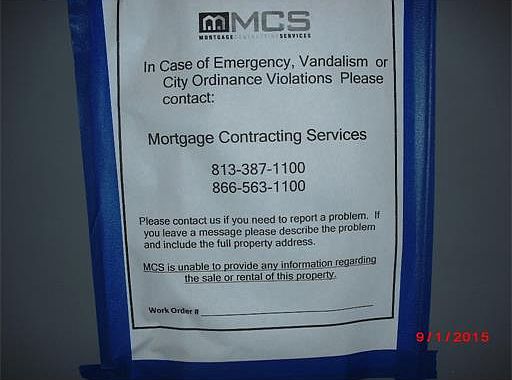 MCS
MORTGAGE CONTRACTING SERVICES
In Case of Emergency, Vandalism or
City Ordinance Violations Please
contact:
Mortgage Contracting Services
813-387-1100
866-563-1100
Please contact us if you need to report a problem. If
you leave a message please describe the problem
and include the full property address.
MCS is unable to provide any information regarding
the sale or rental of this property.
Work Order #
9/1/2015